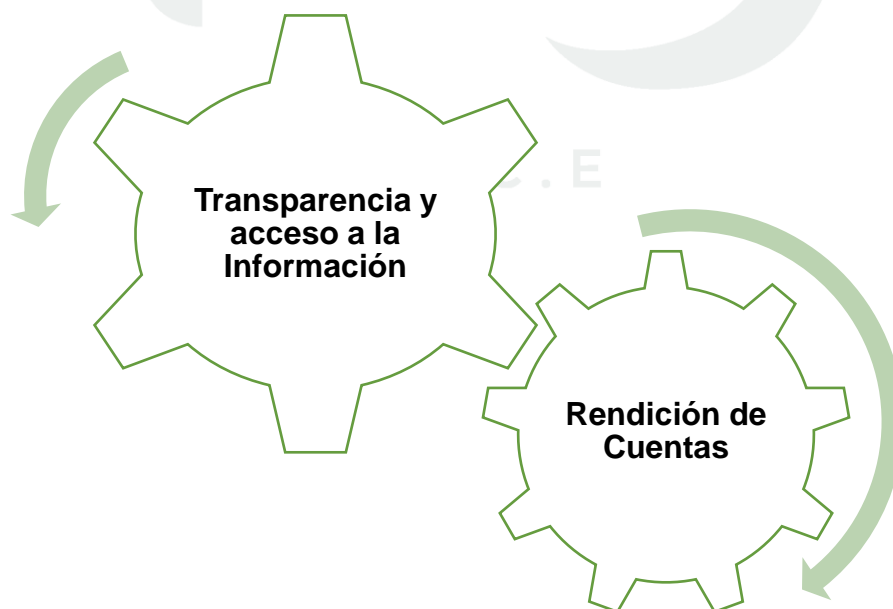 Transparencia y
acceso a la
Información
C.E
Rendición de
Cuentas